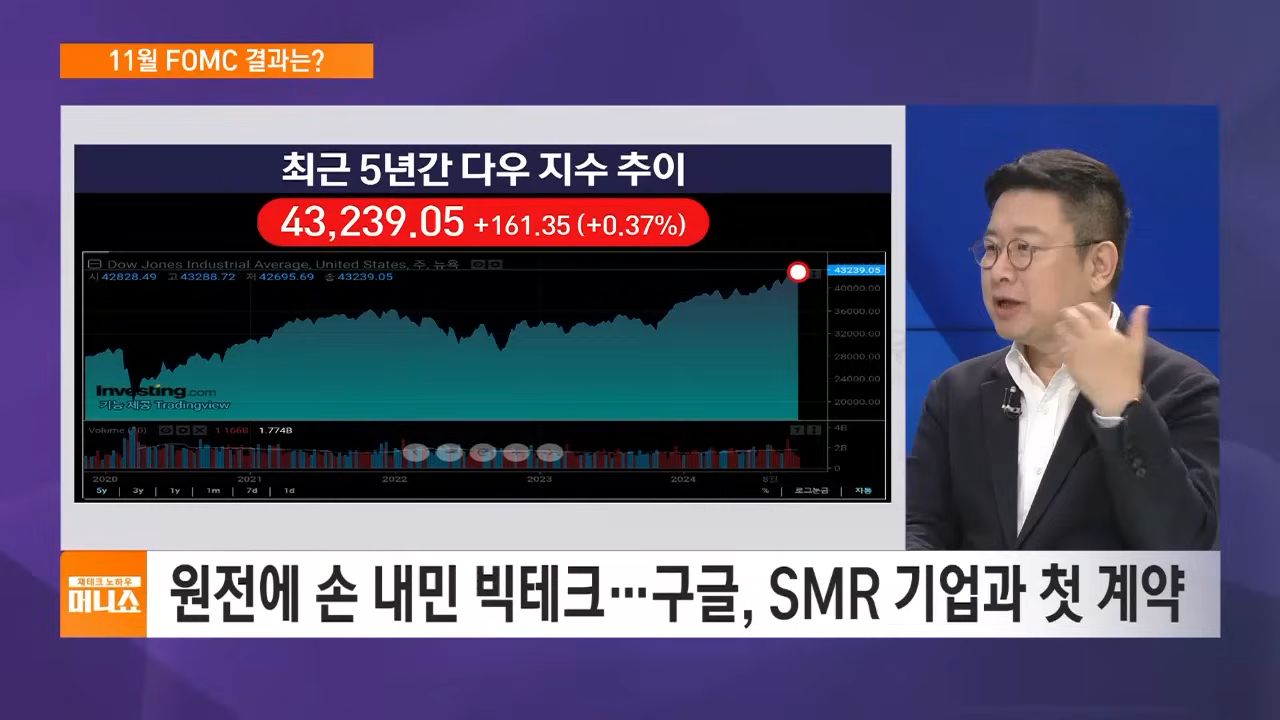 11월 FOMC 결과는?
최근 5년간 다우 지수 추이
43,239.05 +161.35 (+0.37%)
Dow Jones Industrial Average, United States, 주, 뉴욕
시 42828.49 고 43288.72 저 42695.69 종 43239.05
43239.05
40000.00
36000.00
32000.00
28000.00
24000.00
20000.00
Investing.com
기능 제공 Tradingview
Volume (20) 1.166B 1.774B
4B
2B
0
2020 2021 2022 2023 2024 8월
5y 3y 1y 1m 7d 1d % 로그눈금 자동
재테크 노하우
머니쇼
원전에 손 내민 빅테크…구글, SMR 기업과 첫 계약